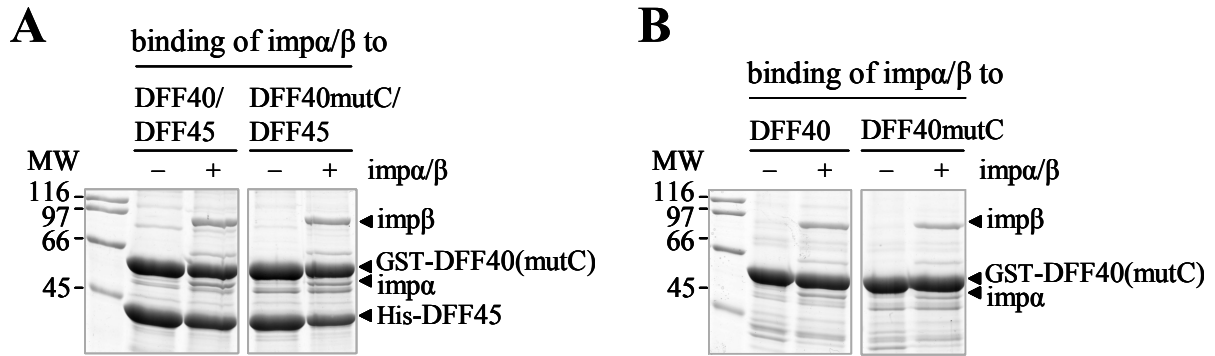 A
binding of impα/β to
DFF40/
DFF45
DFF40mutC/
DFF45
MW
– + – + impα/β
116
97
66
45
impβ
GST-DFF40(mutC)
impα
His-DFF45
B
binding of impα/β to
DFF40 DFF40mutC
MW
– + – + impα/β
116
97
66
45
impβ
GST-DFF40(mutC)
impα